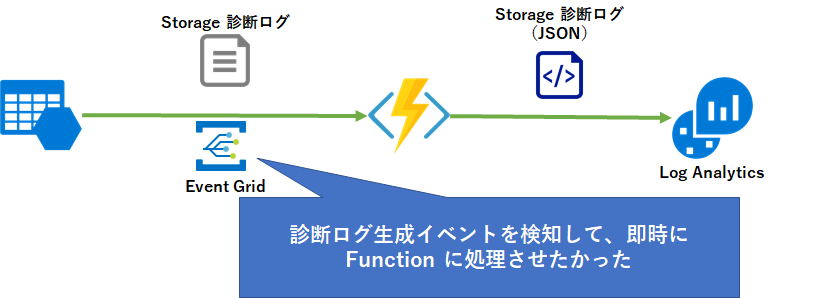 Storage 診断ログ
Storage 診断ログ
（JSON）
Event Grid
Log Analytics
診断ログ生成イベントを検知して、即時に
Function に処理させたかった